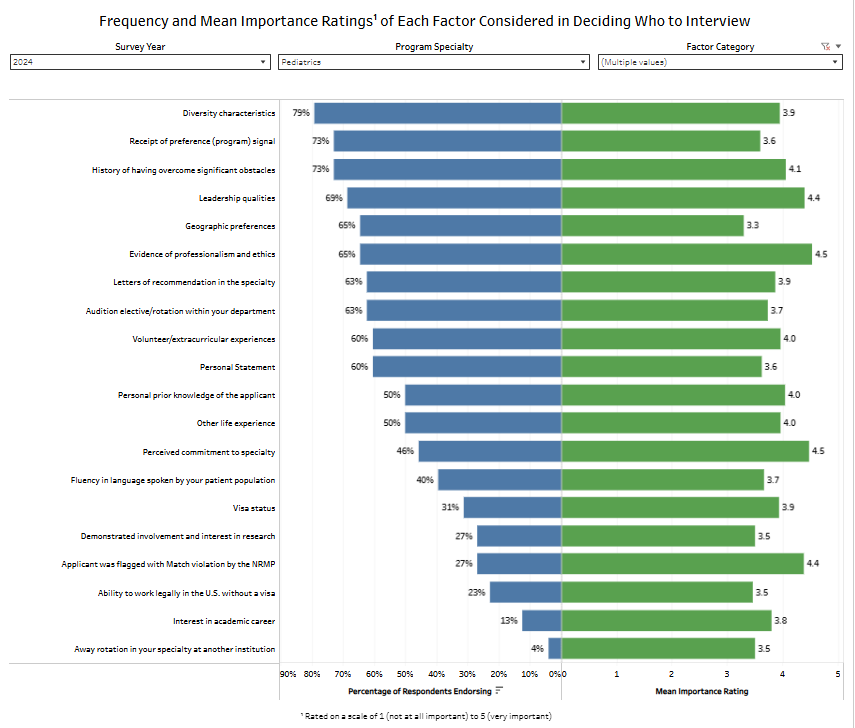 Frequency and Mean Importance Ratings¹ of Each Factor Considered in Deciding Who to Interview
Survey Year Program Specialty Factor Category
2024 Pediatrics (Multiple values)
Diversity characteristics 79% 3.9
Receipt of preference (program) signal 73% 3.6
History of having overcome significant obstacles 73% 4.1
Leadership qualities 69% 4.4
Geographic preferences 65% 3.3
Evidence of professionalism and ethics 65% 4.5
Letters of recommendation in the specialty 63% 3.9
Audition elective/rotation within your department 63% 3.7
Volunteer/extracurricular experiences 60% 4.0
Personal Statement 60% 3.6
Personal prior knowledge of the applicant 50% 4.0
Other life experience 50% 4.0
Perceived commitment to specialty 46% 4.5
Fluency in language spoken by your patient population 40% 3.7
Visa status 31% 3.9
Demonstrated involvement and interest in research 27% 3.5
Applicant was flagged with Match violation by the NRMP 27% 4.4
Ability to work legally in the U.S. without a visa 23% 3.5
Interest in academic career 13% 3.8
Away rotation in your specialty at another institution 4% 3.5
90% 80% 70% 60% 50% 40% 30% 20% 10% 0% 0 1 2 3 4 5
Percentage of Respondents Endorsing Mean Importance Rating
¹ Rated on a scale of 1 (not at all important) to 5 (very important)